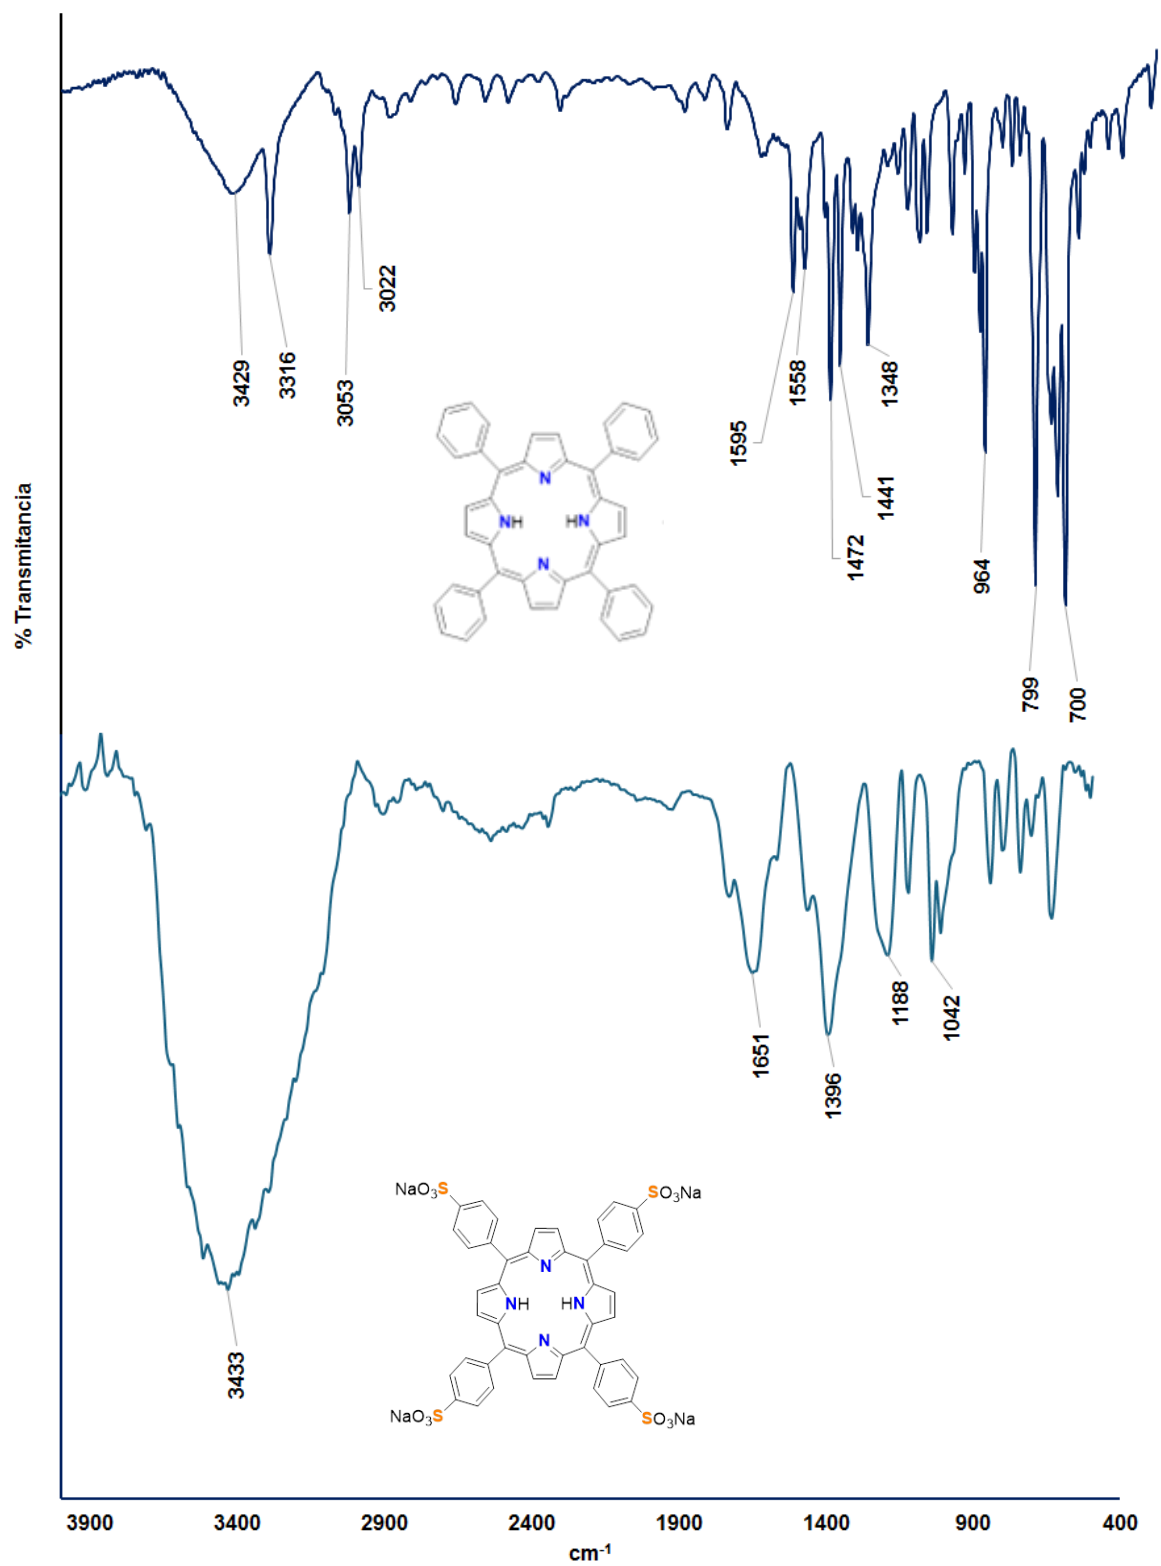 % Transmitancia
3429
3316
3053
3022
1595
1558
1472
1441
1348
964
799
700
N
NH
HN
N
3433
1651
1396
1188
1042
NaO3S
SO3Na
N
NH
HN
N
NaO3S
SO3Na
3900 3400 2900 2400 1900 1400 900 400
cm-1